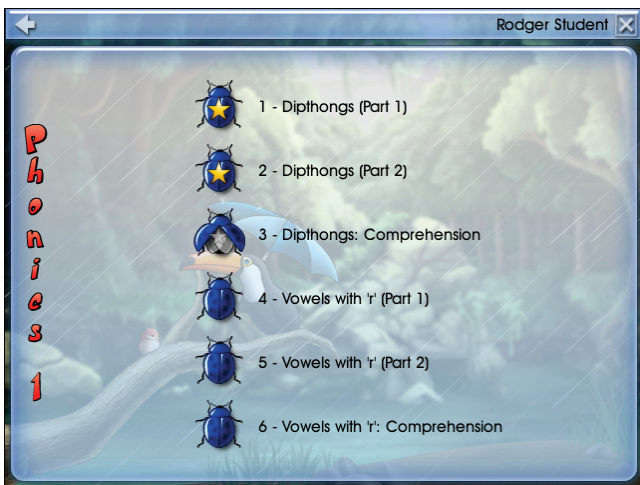 Rodger Student
Phonics 1
1 - Dipthongs (Part 1)
2 - Dipthongs (Part 2)
3 - Dipthongs: Comprehension
4 - Vowels with 'r' (Part 1)
5 - Vowels with 'r' (Part 2)
6 - Vowels with 'r': Comprehension